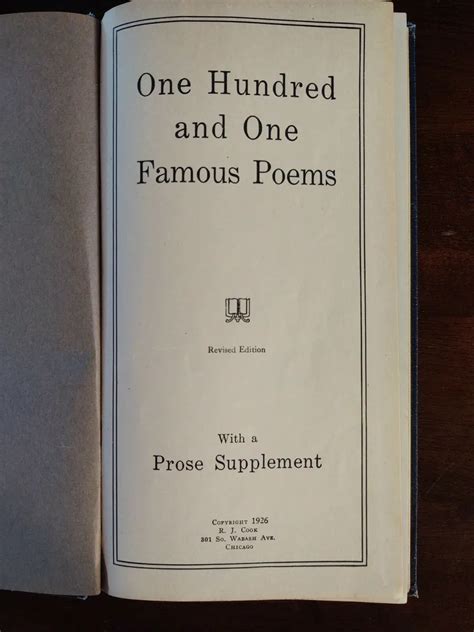 One Hundred
and One
Famous Poems
Revised Edition
With a
Prose Supplement
Copyright 1926
R. J. Cook
801 So. Wabash Ave.
Chicago